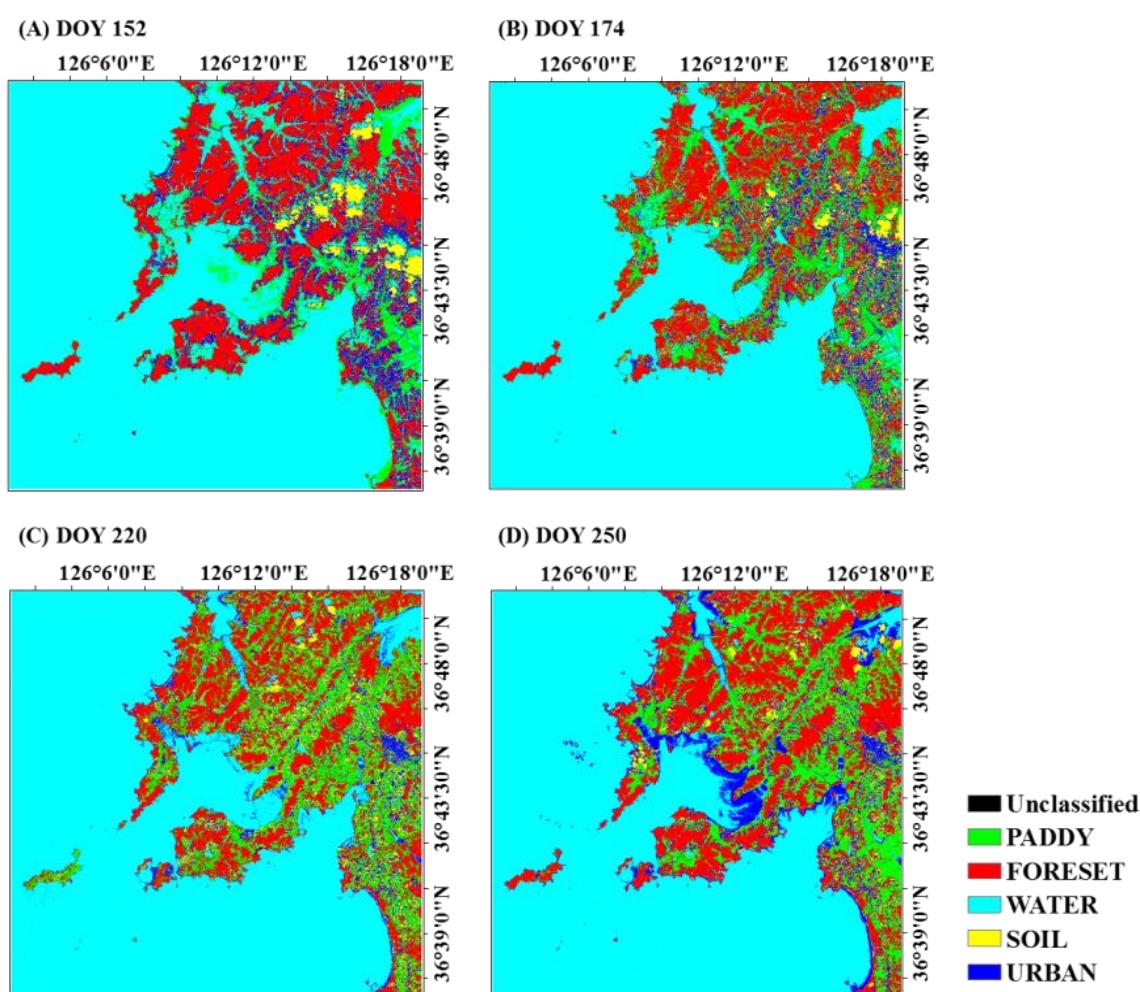 (A) DOY 152
126°6'0"E 126°12'0"E 126°18'0"E
36°48'0"N
36°43'30"N
36°39'0"N
(B) DOY 174
126°6'0"E 126°12'0"E 126°18'0"E
36°48'0"N
36°43'30"N
36°39'0"N
(C) DOY 220
126°6'0"E 126°12'0"E 126°18'0"E
36°48'0"N
36°43'30"N
36°39'0"N
(D) DOY 250
126°6'0"E 126°12'0"E 126°18'0"E
36°48'0"N
36°43'30"N
36°39'0"N
Unclassified
PADDY
FORESET
WATER
SOIL
URBAN